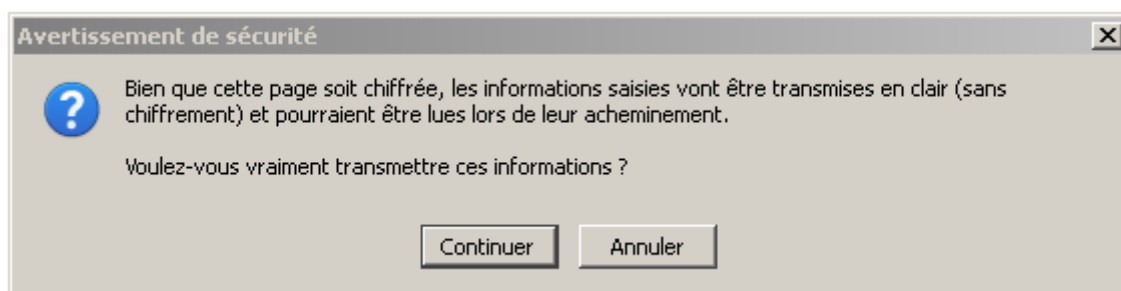 Avertissement de sécurité
Bien que cette page soit chiffrée, les informations saisies vont être transmises en clair (sans
chiffrement) et pourraient être lues lors de leur acheminement.
Voulez-vous vraiment transmettre ces informations ?
Continuer
Annuler